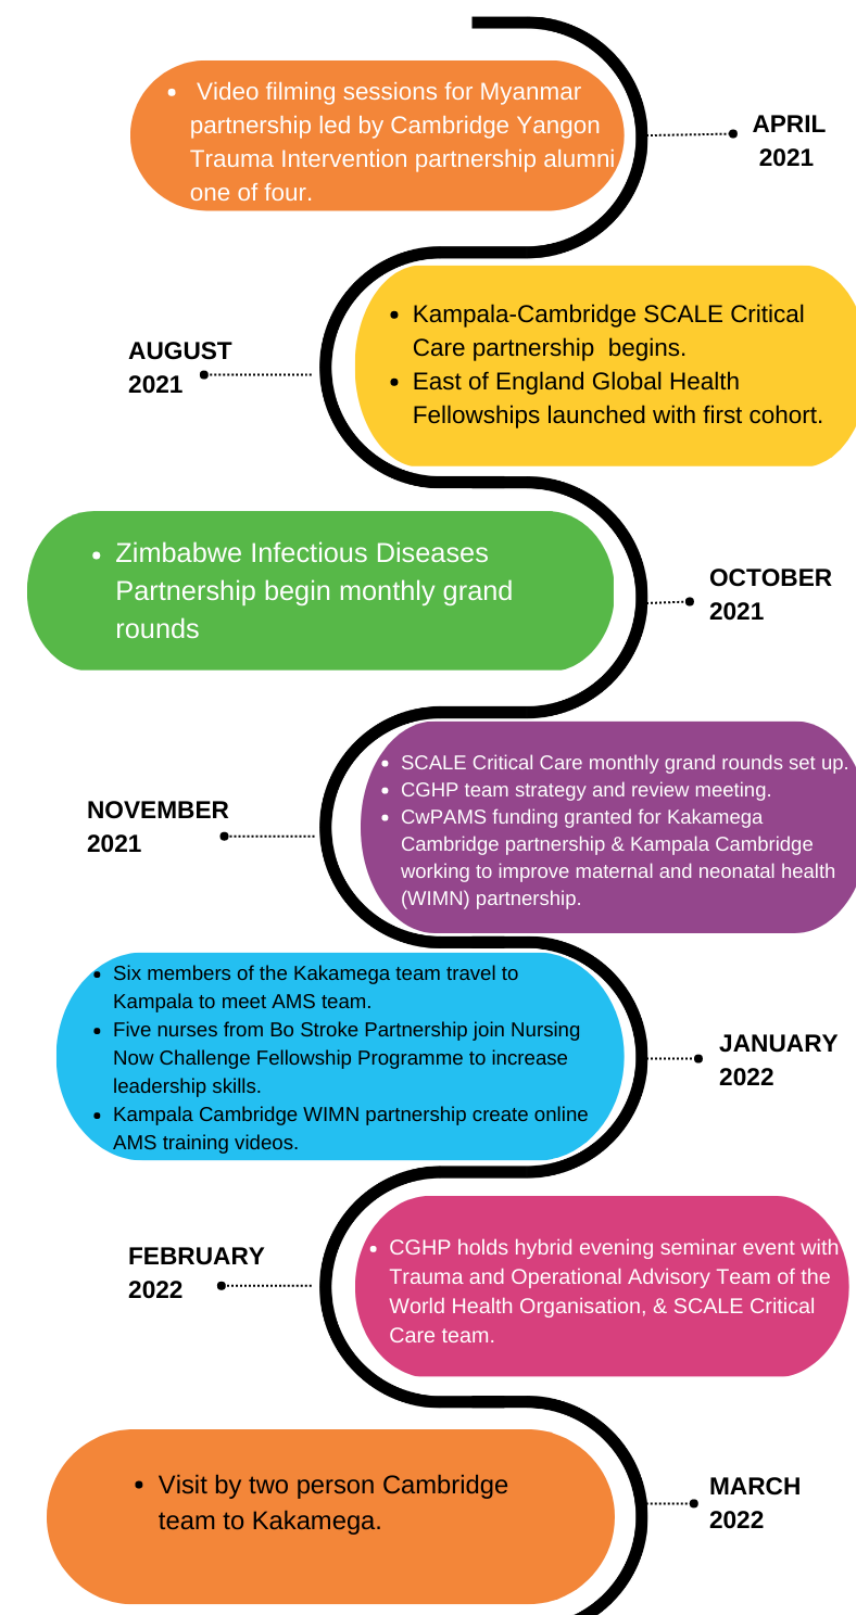 • Video filming sessions for Myanmar
partnership led by Cambridge Yangon
Trauma Intervention partnership alumni
one of four.
APRIL
2021
AUGUST
2021
• Kampala-Cambridge SCALE Critical
Care partnership begins.
• East of England Global Health
Fellowships launched with first cohort.
• Zimbabwe Infectious Diseases
Partnership begin monthly grand
rounds
OCTOBER
2021
NOVEMBER
2021
• SCALE Critical Care monthly grand rounds set up.
• CGHP team strategy and review meeting.
• CwPAMS funding granted for Kakamega
Cambridge partnership & Kampala Cambridge
working to improve maternal and neonatal health
(WIMN) partnership.
• Six members of the Kakamega team travel to
Kampala to meet AMS team.
• Five nurses from Bo Stroke Partnership join Nursing
Now Challenge Fellowship Programme to increase
leadership skills.
• Kampala Cambridge WIMN partnership create online
AMS training videos.
JANUARY
2022
FEBRUARY
2022
• CGHP holds hybrid evening seminar event with
Trauma and Operational Advisory Team of the
World Health Organisation, & SCALE Critical
Care team.
• Visit by two person Cambridge
team to Kakamega.
MARCH
2022